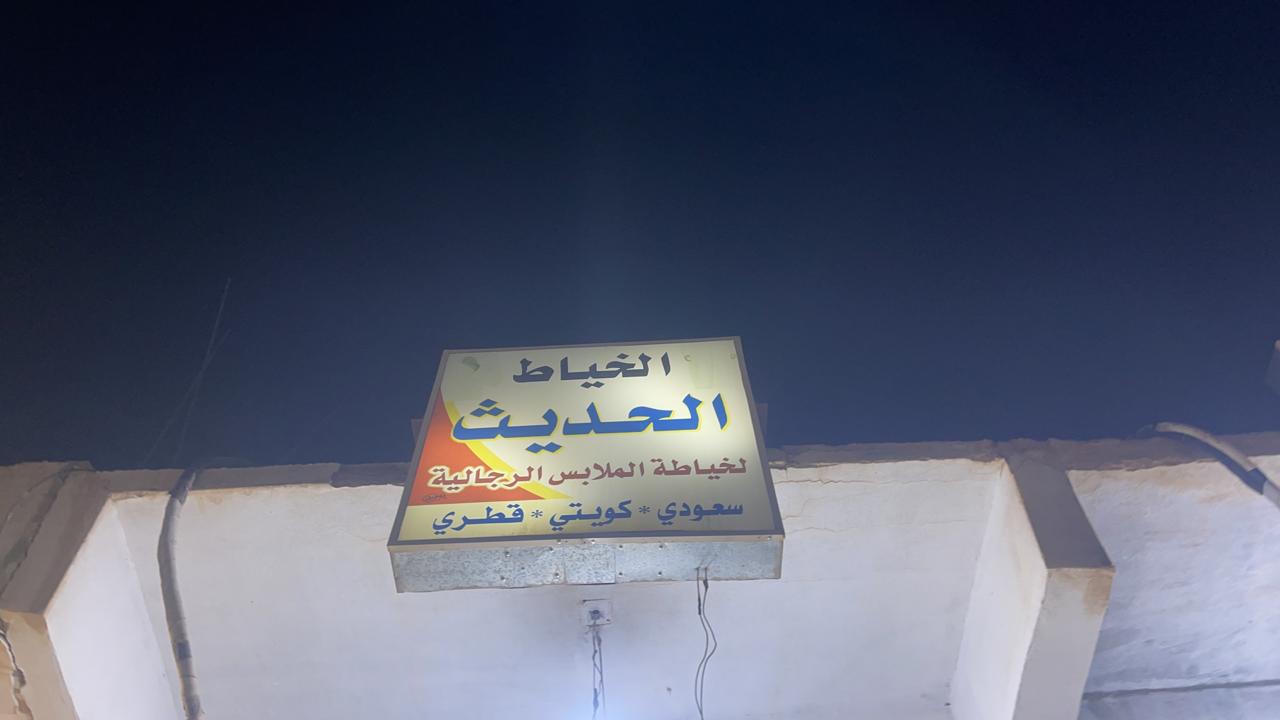 الخياط
الحديث
لخياطة الملابس الرجالية
سعودي * كويتي * قطري